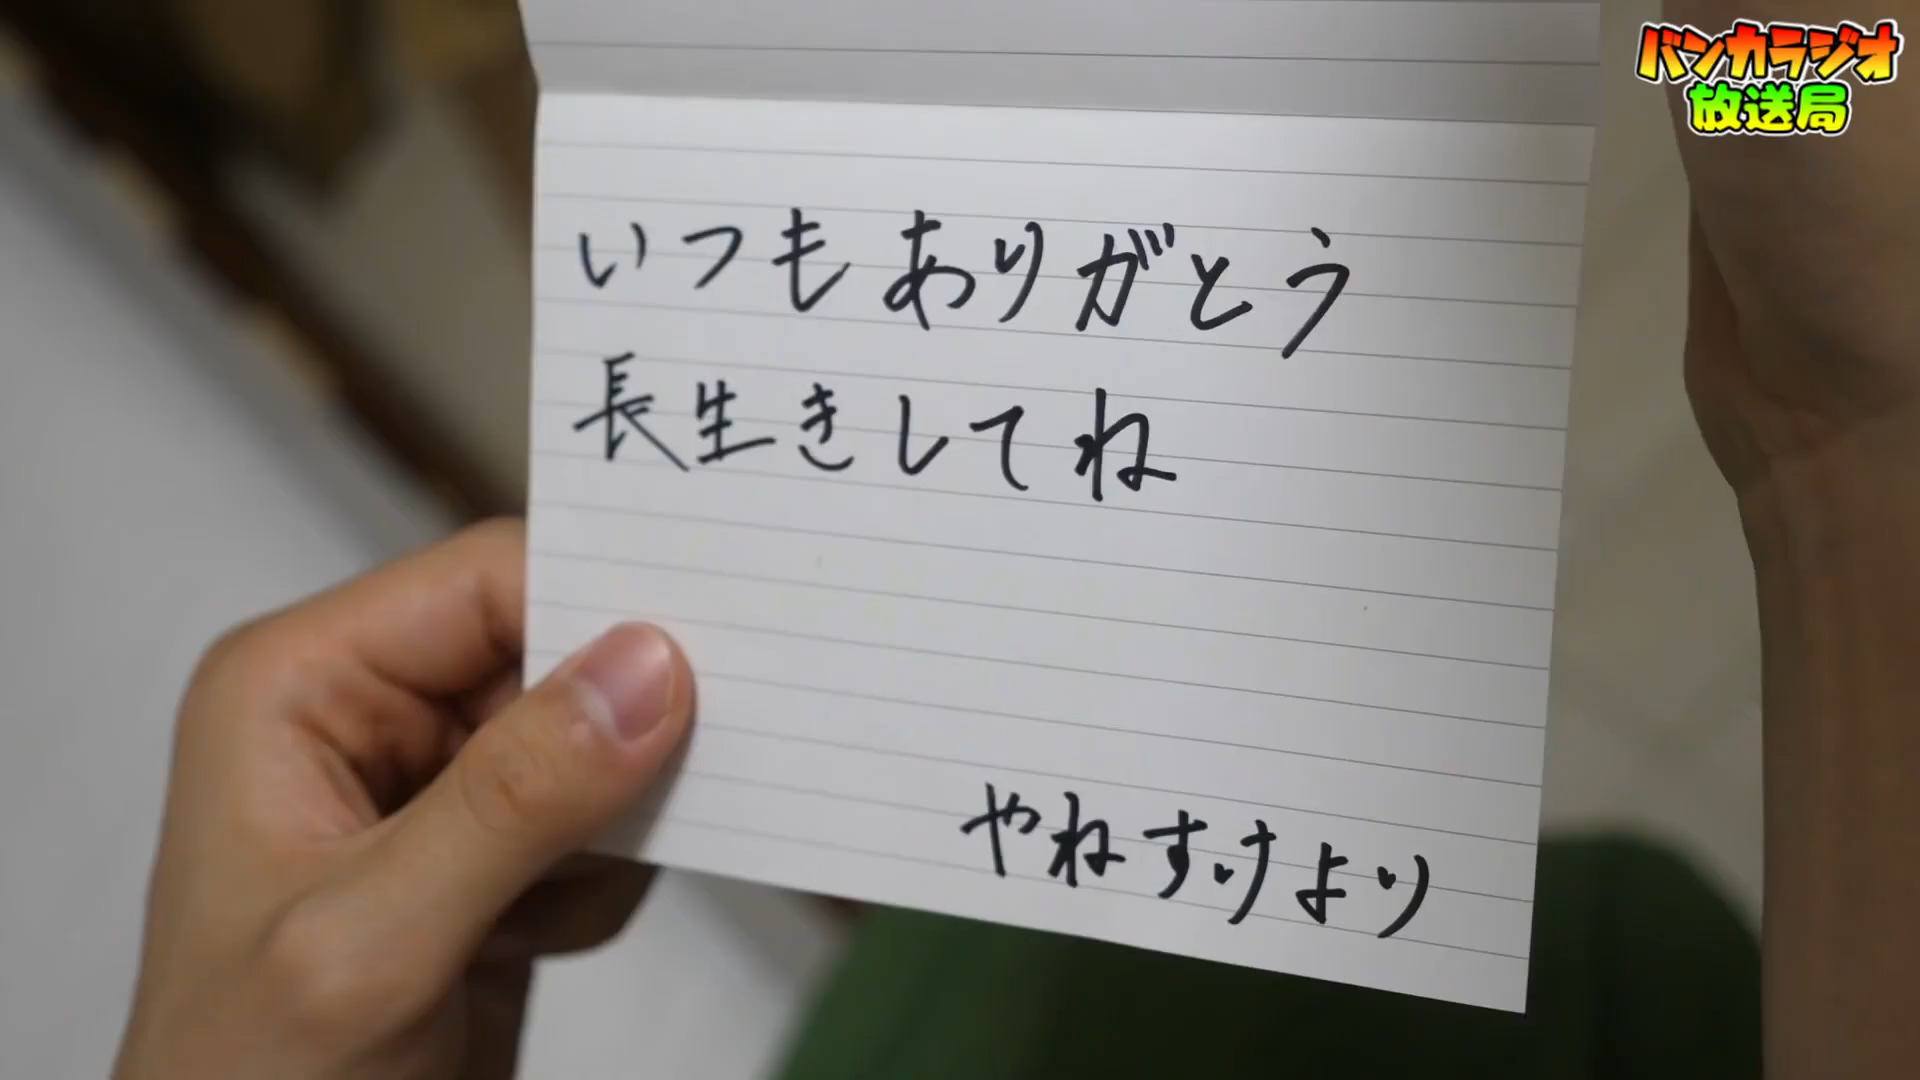 バンカラジオ
放送局
いつもありがとう
長生きしてね
やねすけより